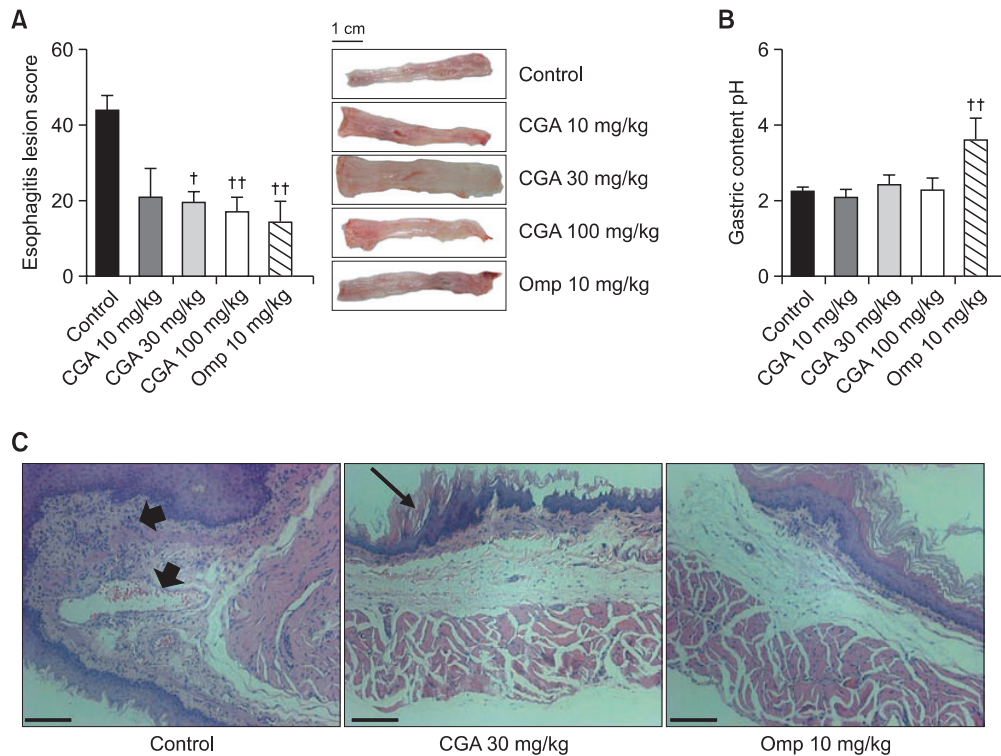 A
Esophagitis lesion score
60
40
20
0
†
††
††
Control
CGA 10 mg/kg
CGA 30 mg/kg
CGA 100 mg/kg
Omp 10 mg/kg
1 cm
Control
CGA 10 mg/kg
CGA 30 mg/kg
CGA 100 mg/kg
Omp 10 mg/kg
B
Gastric content pH
6
4
2
0
††
Control
CGA 10 mg/kg
CGA 30 mg/kg
CGA 100 mg/kg
Omp 10 mg/kg
C
Control
CGA 30 mg/kg
Omp 10 mg/kg